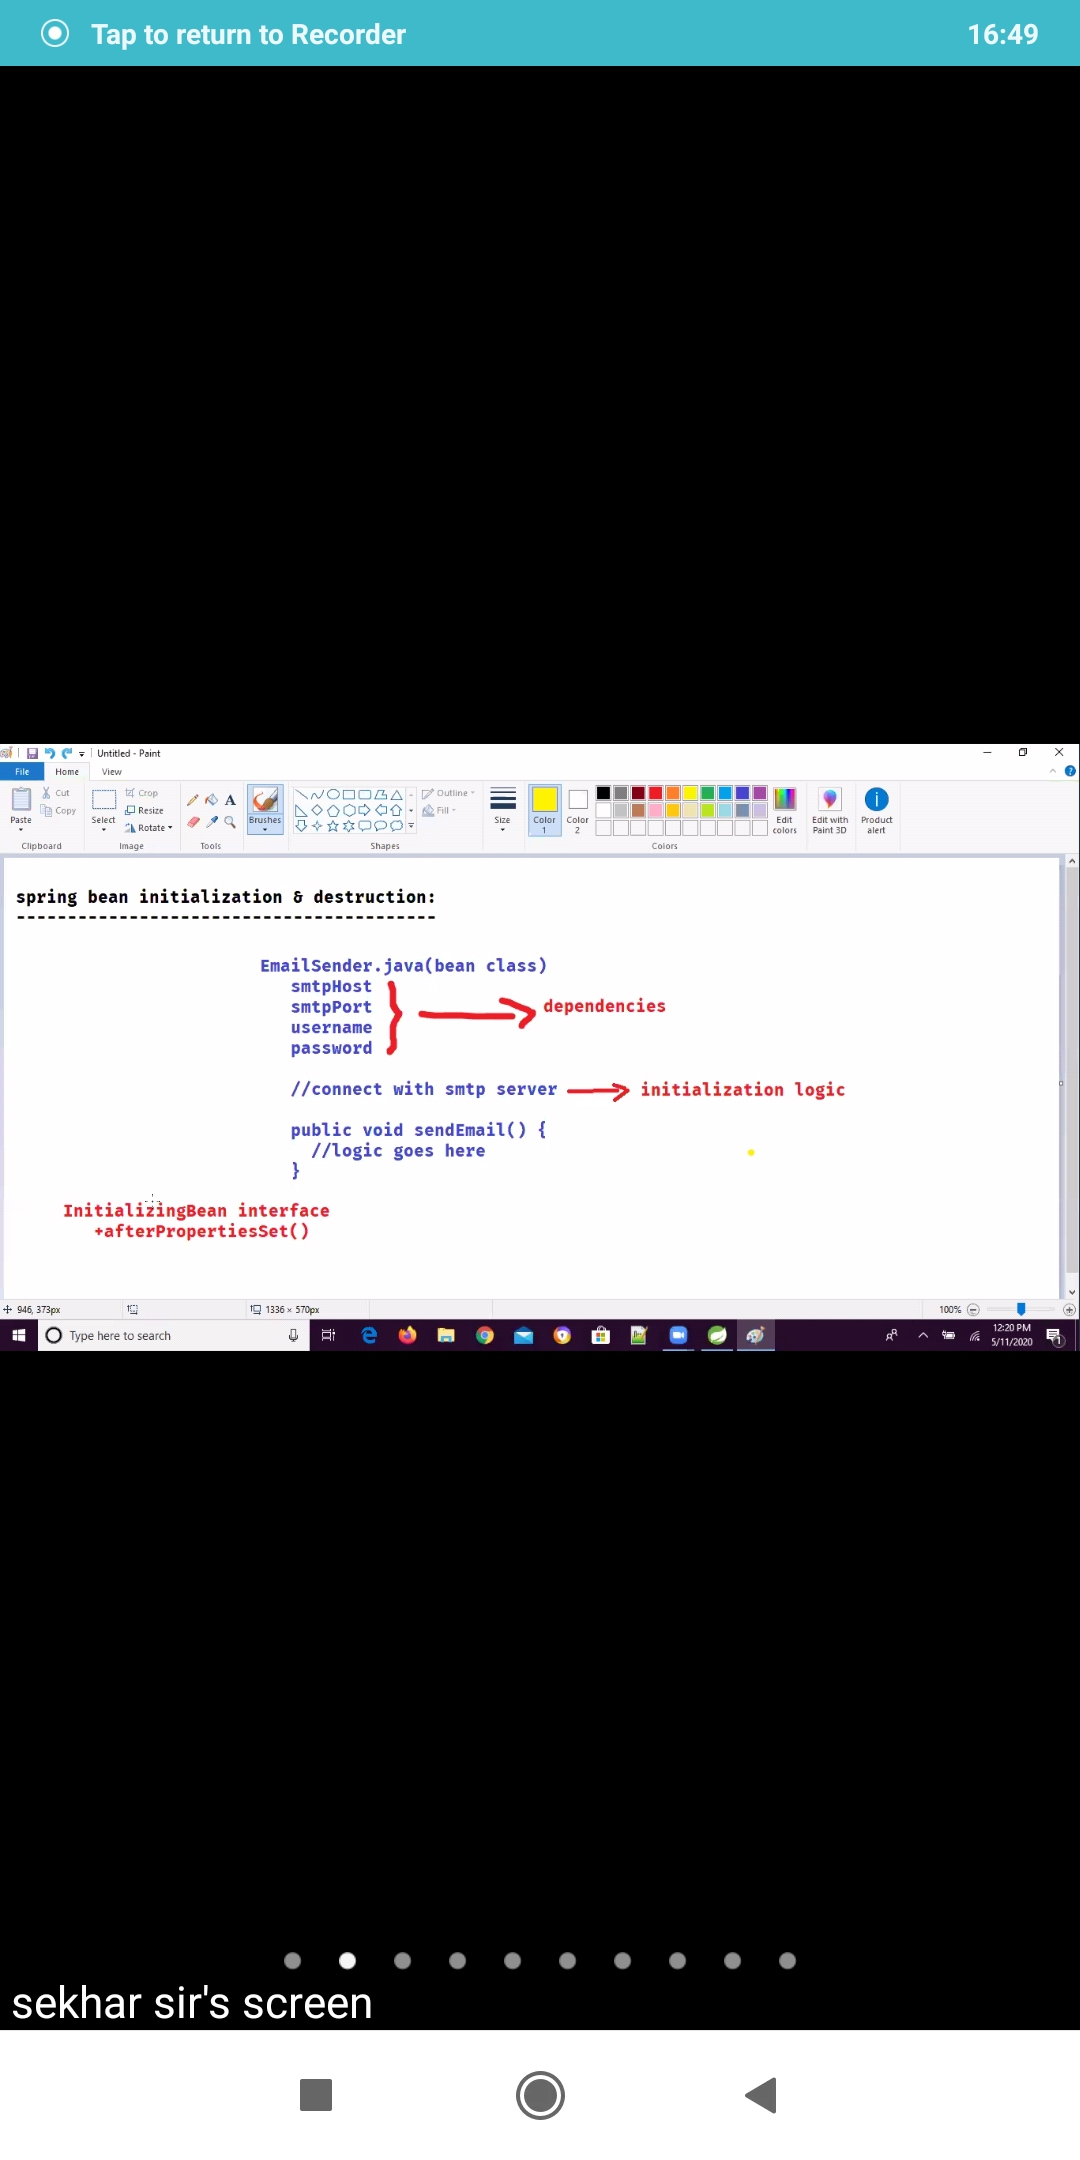 Tap to return to Recorder
16:49
Untitled - Paint
File Home View
Cut
Copy
Paste
Clipboard
Select
Crop
Resize
Rotate
Image
Tools
Brushes
Shapes
Outline
Fill
Size
Color 1
Color 2
Colors
Edit colors
Edit with Paint 3D
Product alert
spring bean initialization & destruction:
-----------------------------------------
EmailSender.java(bean class)
smtpHost
smtpPort
username
password
dependencies
//connect with smtp server
initialization logic
public void sendEmail() {
//logic goes here
}
InitializingBean interface
+afterPropertiesSet()
946, 373px
1336 × 570px
100%
Type here to search
12:20 PM
5/11/2020
1
sekhar sir's screen